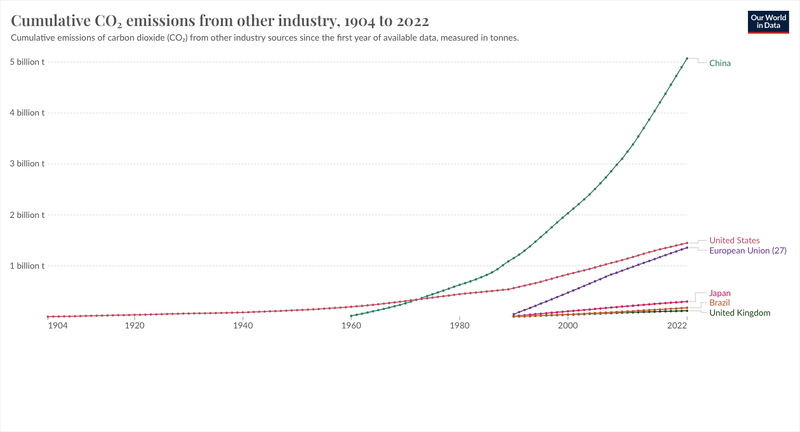 Cumulative CO₂ emissions from other industry, 1904 to 2022
Our World
in Data
Cumulative emissions of carbon dioxide (CO₂) from other industry sources since the first year of available data, measured in tonnes.
5 billion t
4 billion t
3 billion t
2 billion t
1 billion t
China
United States
European Union (27)
Japan
Brazil
United Kingdom
1904
1920
1940
1960
1980
2000
2022